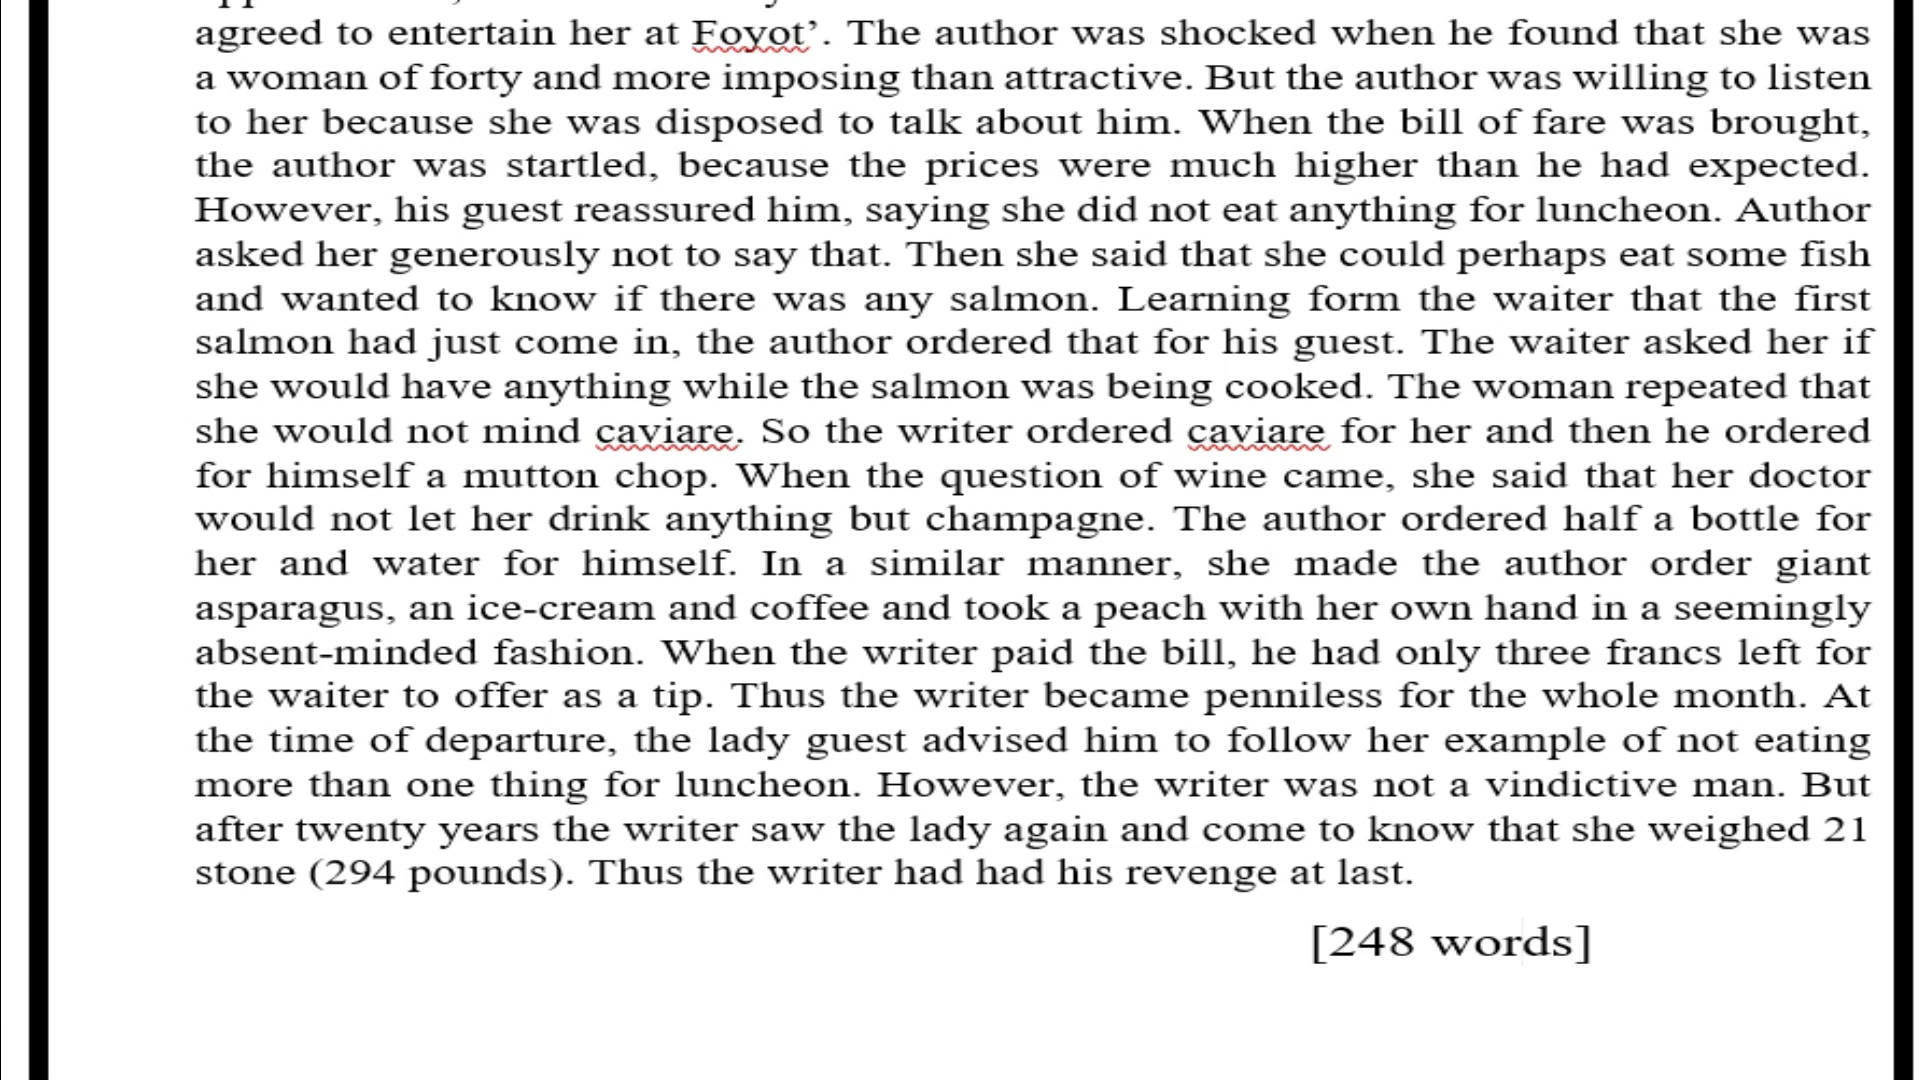 agreed to entertain her at Foyot’. The author was shocked when he found that she was
a woman of forty and more imposing than attractive. But the author was willing to listen
to her because she was disposed to talk about him. When the bill of fare was brought,
the author was startled, because the prices were much higher than he had expected.
However, his guest reassured him, saying she did not eat anything for luncheon. Author
asked her generously not to say that. Then she said that she could perhaps eat some fish
and wanted to know if there was any salmon. Learning form the waiter that the first
salmon had just come in, the author ordered that for his guest. The waiter asked her if
she would have anything while the salmon was being cooked. The woman repeated that
she would not mind caviare. So the writer ordered caviare for her and then he ordered
for himself a mutton chop. When the question of wine came, she said that her doctor
would not let her drink anything but champagne. The author ordered half a bottle for
her and water for himself. In a similar manner, she made the author order giant
asparagus, an ice-cream and coffee and took a peach with her own hand in a seemingly
absent-minded fashion. When the writer paid the bill, he had only three francs left for
the waiter to offer as a tip. Thus the writer became penniless for the whole month. At
the time of departure, the lady guest advised him to follow her example of not eating
more than one thing for luncheon. However, the writer was not a vindictive man. But
after twenty years the writer saw the lady again and come to know that she weighed 21
stone (294 pounds). Thus the writer had had his revenge at last.
[248 words]